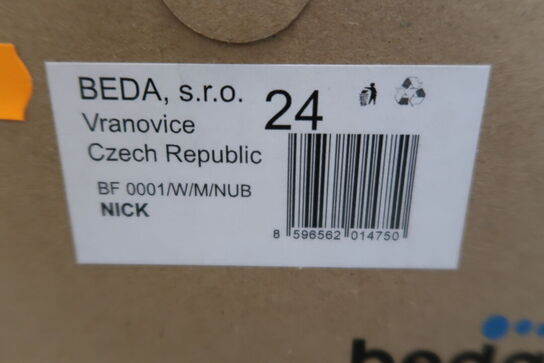 BEDA, s.r.o.
24
Vranovice
Czech Republic
BF 0001/W/M/NUB
NICK
8 596562 014750